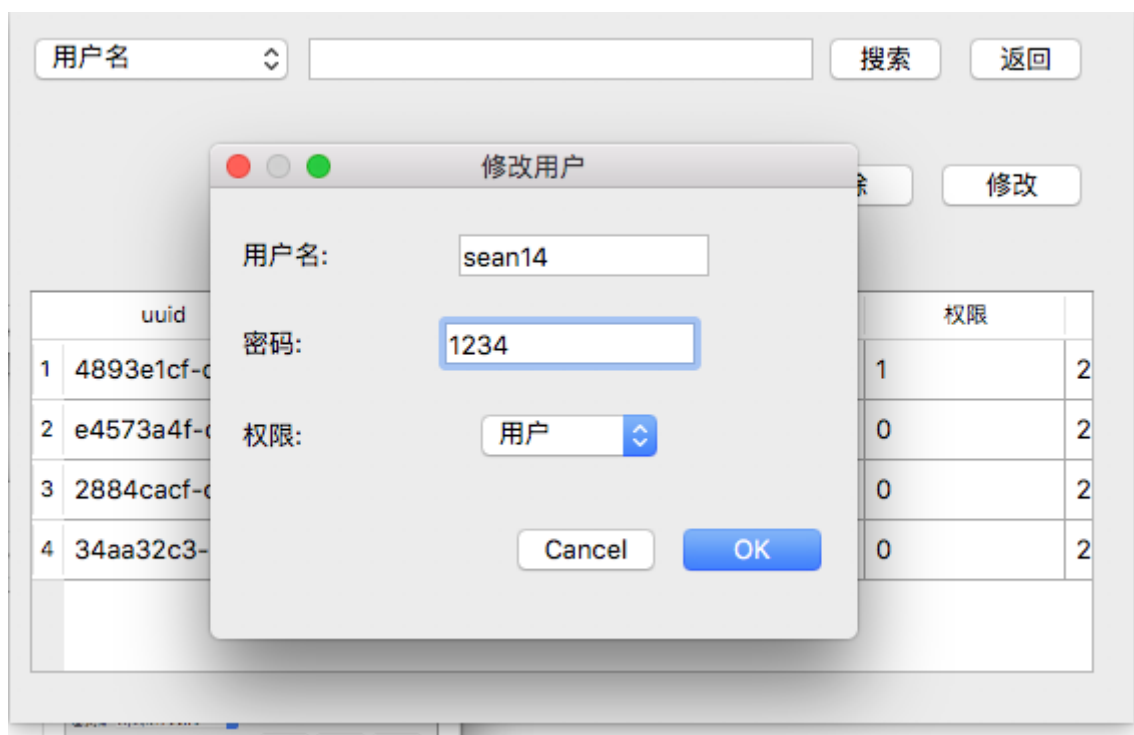 用户名 搜索 返回
修改用户
修改
用户名: sean14
密码: 1234
权限: 用户
Cancel OK
uuid 权限
1 4893e1cf- 1 2
2 e4573a4f- 0 2
3 2884cacf- 0 2
4 34aa32c3- 0 2